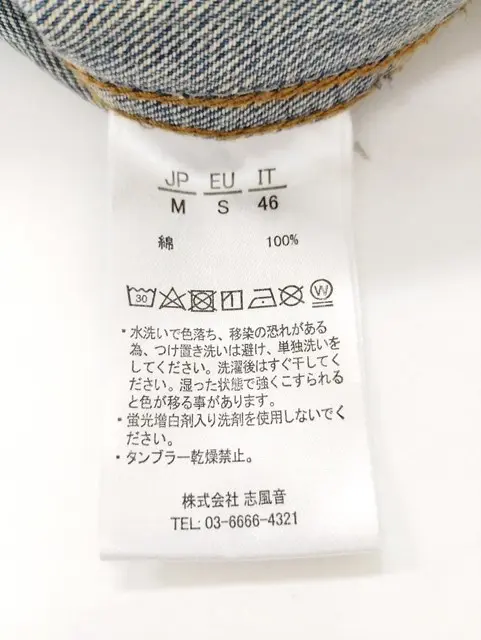 JP EU IT
M S 46
綿 100%
30 W
・水洗いで色落ち、移染の恐れがある
為、つけ置き洗いは避け、単独洗いを
してください。洗濯後はすぐ干してく
ださい。湿った状態で強くこすられる
と色が移る事があります。
・蛍光増白剤入り洗剤を使用しないでく
ださい。
・タンブラー乾燥禁止。
株式会社 志風音
TEL: 03-6666-4321